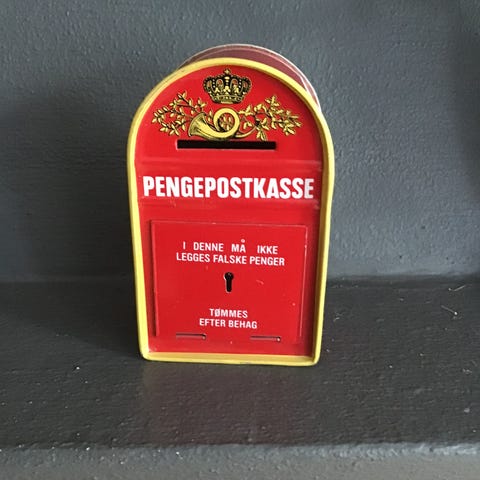 PENGEPOSTKASSE
I DENNE MÅ IKKE
LEGGES FALSKE PENGER
TØMMES
EFTER BEHAG